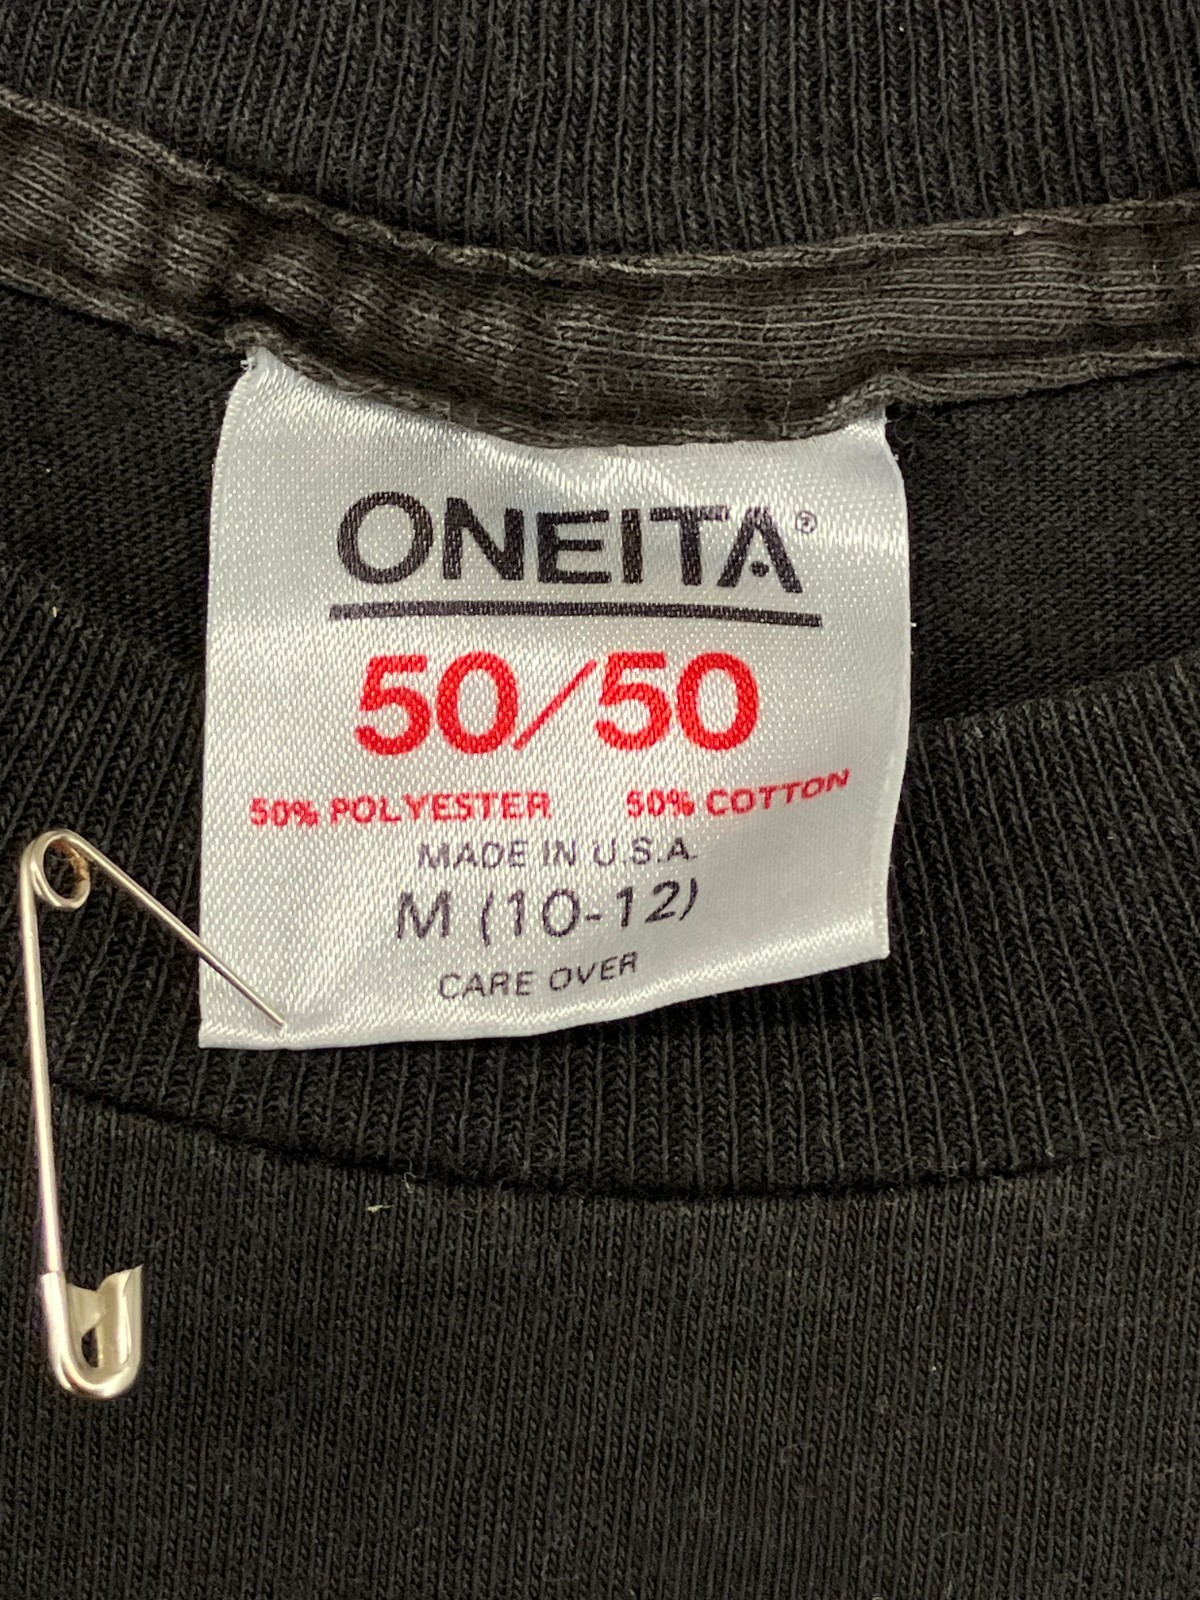 ONEITA®
50/50
50% POLYESTER 50% COTTON
MADE IN U.S.A.
M (10-12)
CARE OVER